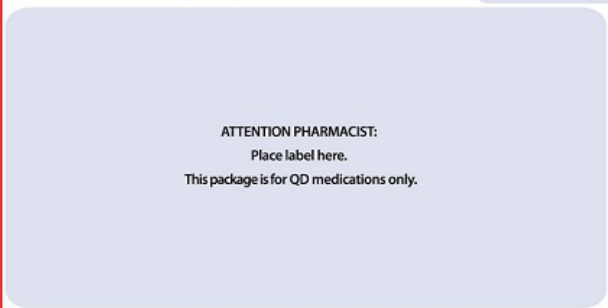 ATTENTION PHARMACIST:
Place label here.
This package is for QD medications only.